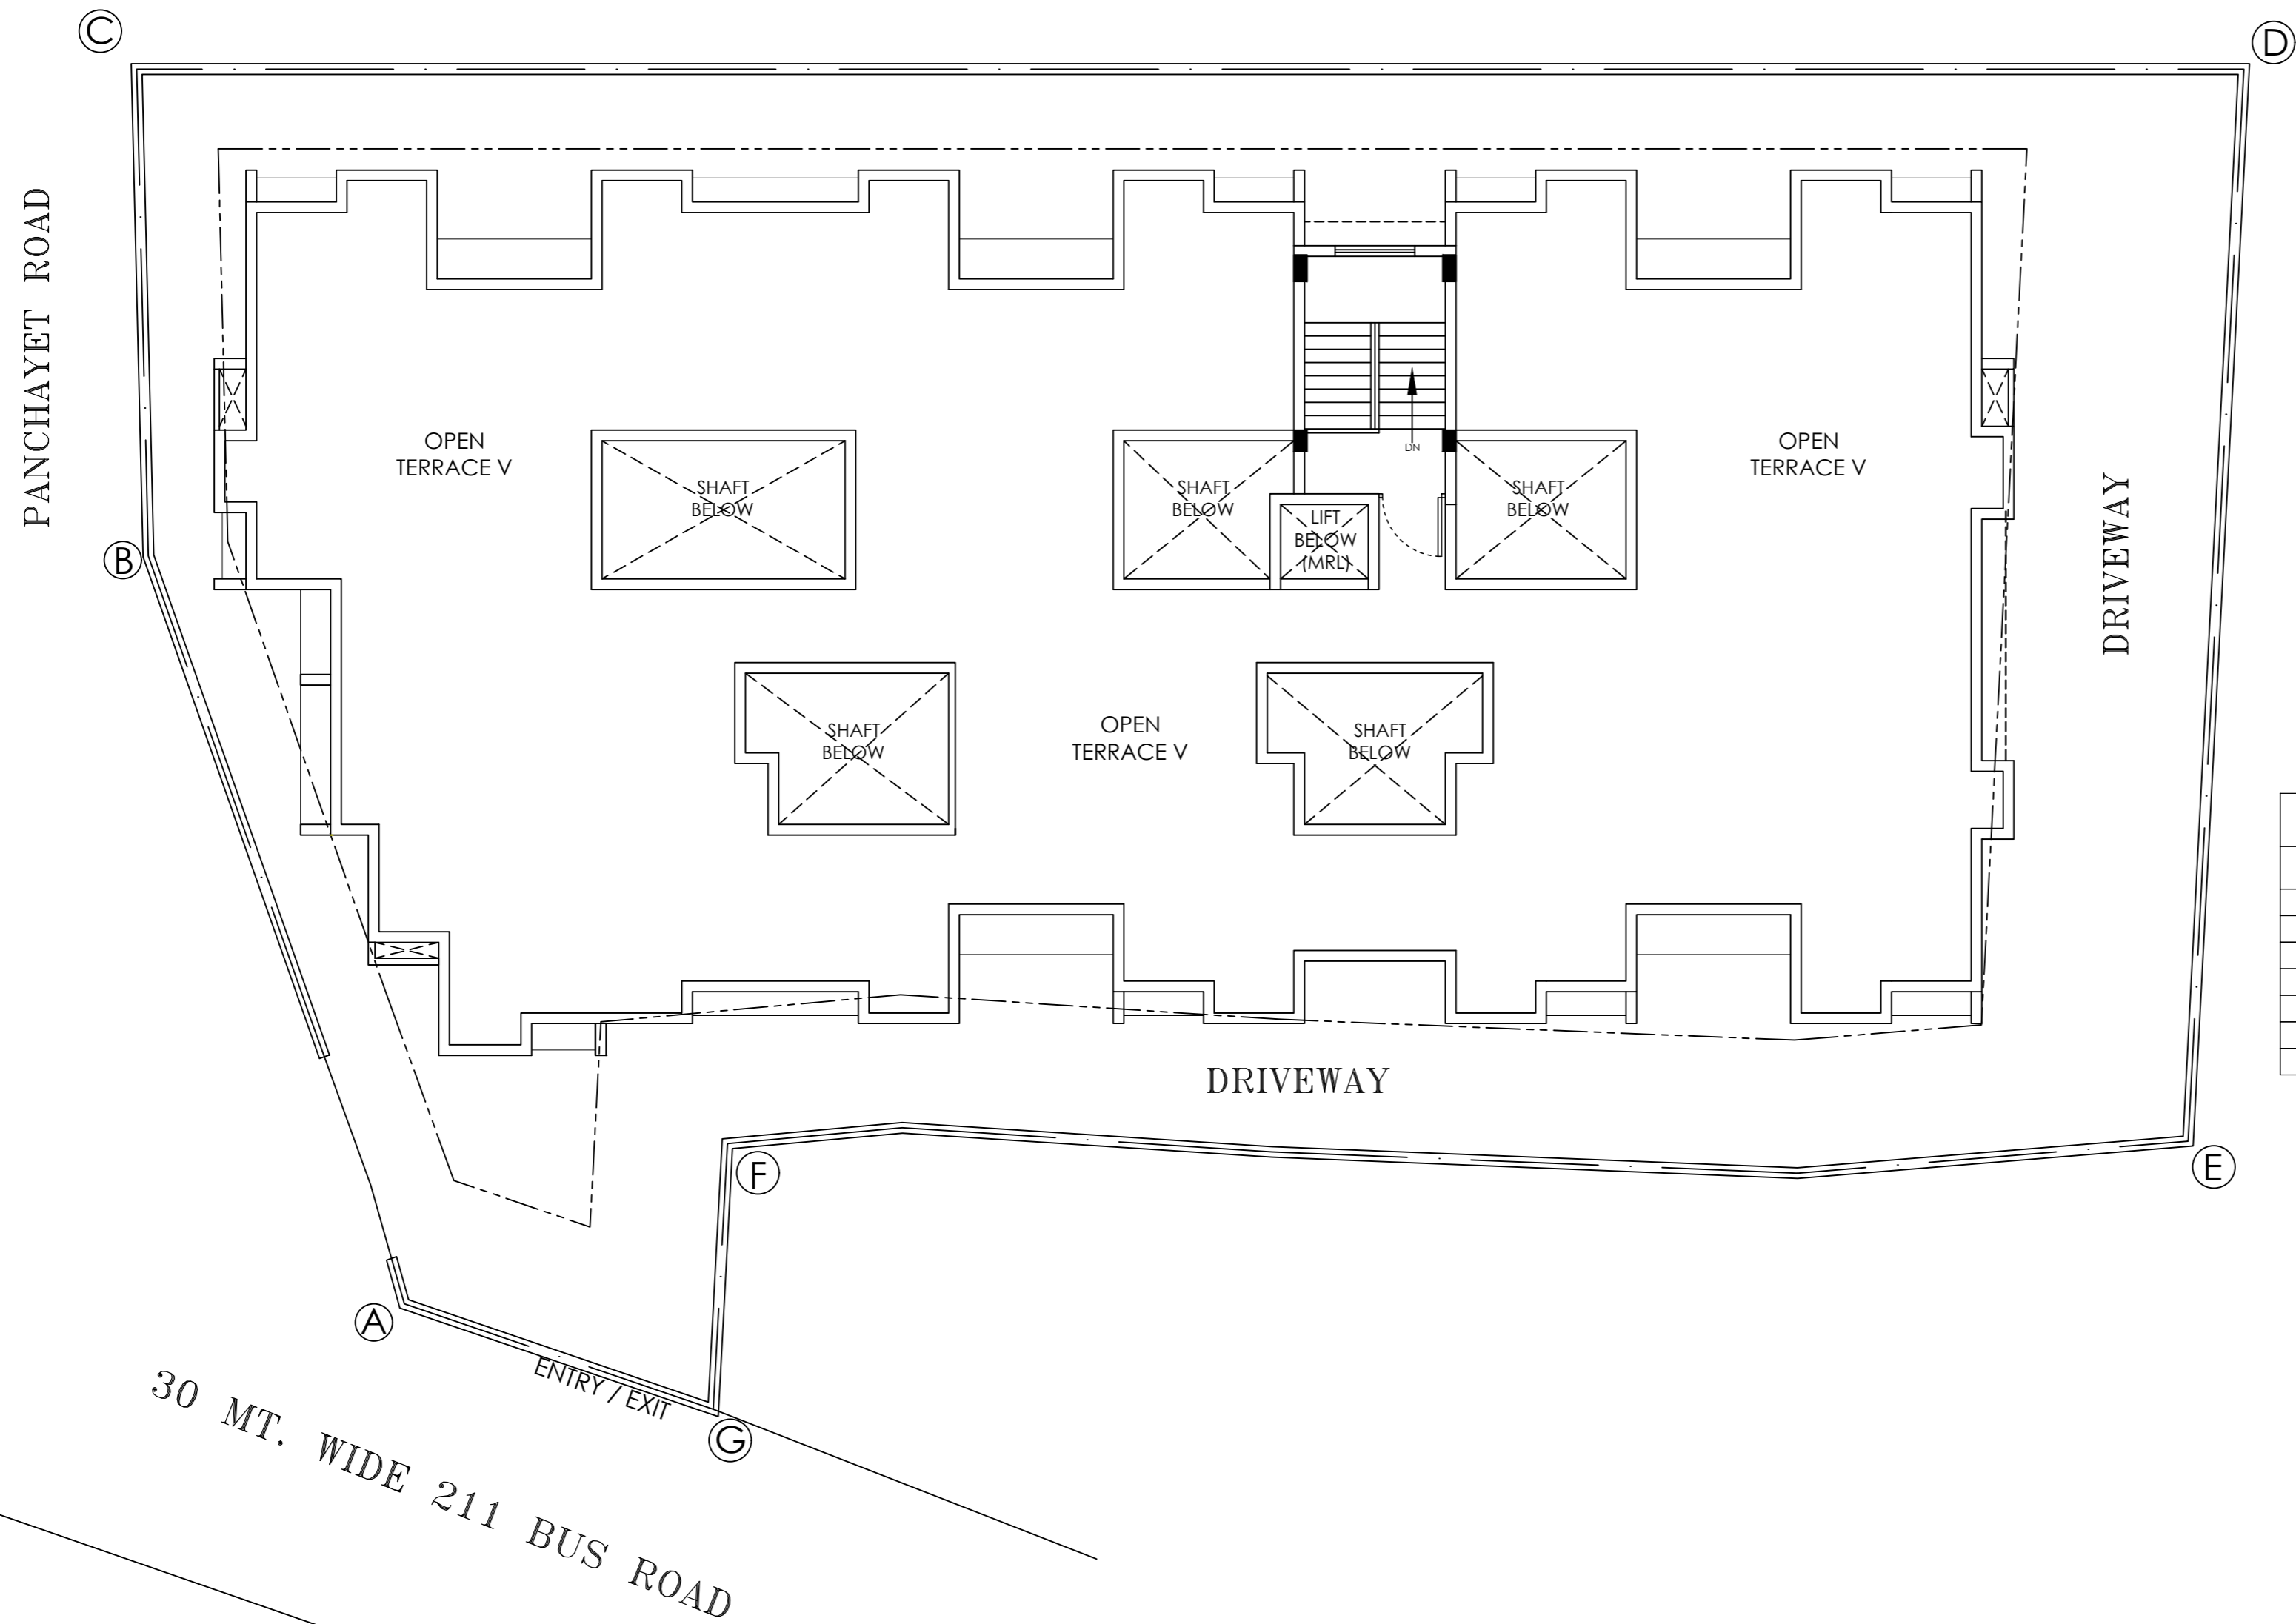 C
D
PANCHAYET ROAD
OPEN
TERRACE V
OPEN
TERRACE V
DN
SHAFT
BELOW
SHAFT
BELOW
SHAFT
BELOW
LIFT
BELOW
(MRL)
DRIVEWAY
B
SHAFT
BELOW
OPEN
TERRACE V
SHAFT
BELOW
DRIVEWAY
F
E
A
ENTRY / EXIT
G
30 MT. WIDE 211 BUS ROAD